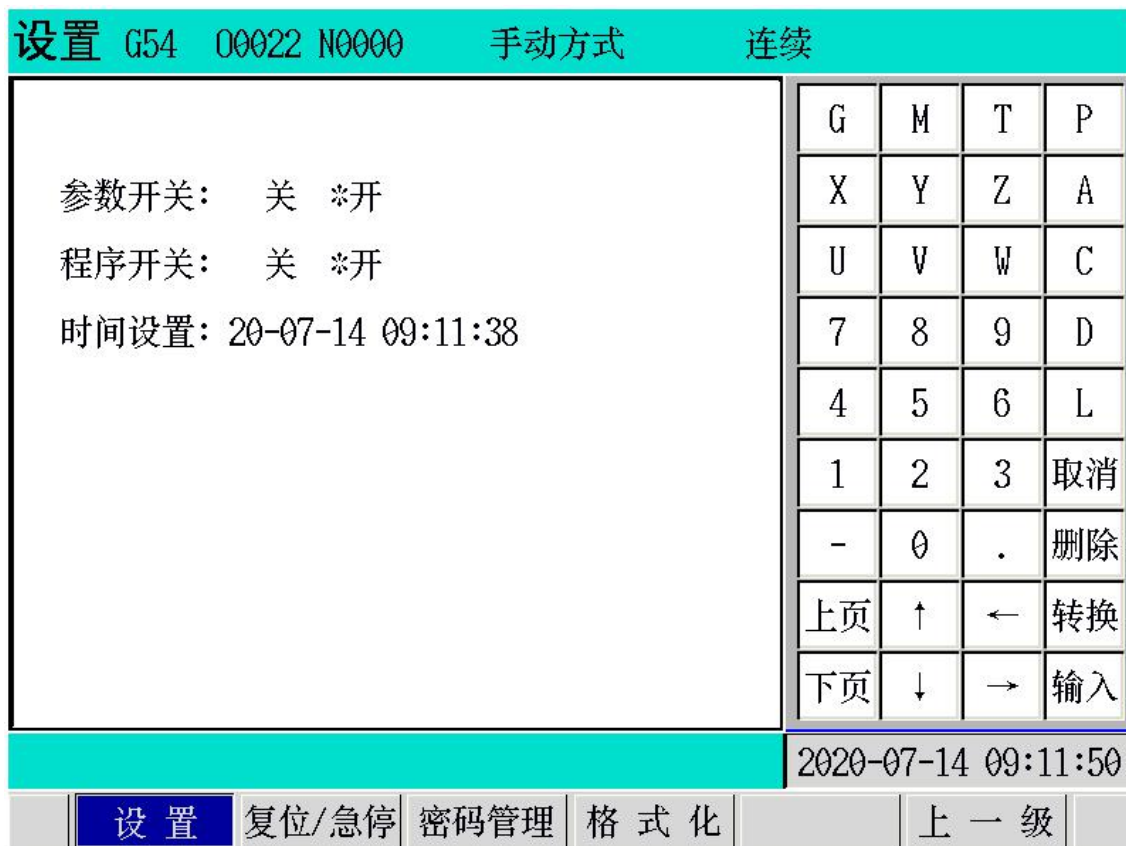 设置 G54 O0022 N0000 手动方式 连续
参数开关: 关 *开
程序开关: 关 *开
时间设置: 20-07-14 09:11:38
G M T P
X Y Z A
U V W C
7 8 9 D
4 5 6 L
1 2 3 取消
- 0 . 删除
上页 ↑ ← 转换
下页 ↓ → 输入
2020-07-14 09:11:50
设 置 复位/急停 密码管理 格 式 化 上 一 级